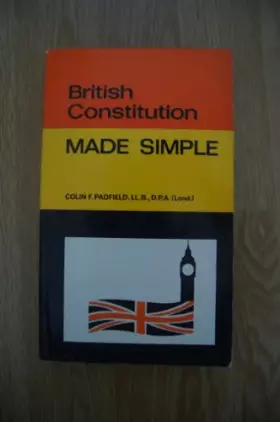 British
Constitution
MADE SIMPLE
COLIN F. PADFIELD, LL.B., D.P.A. (Lond.)